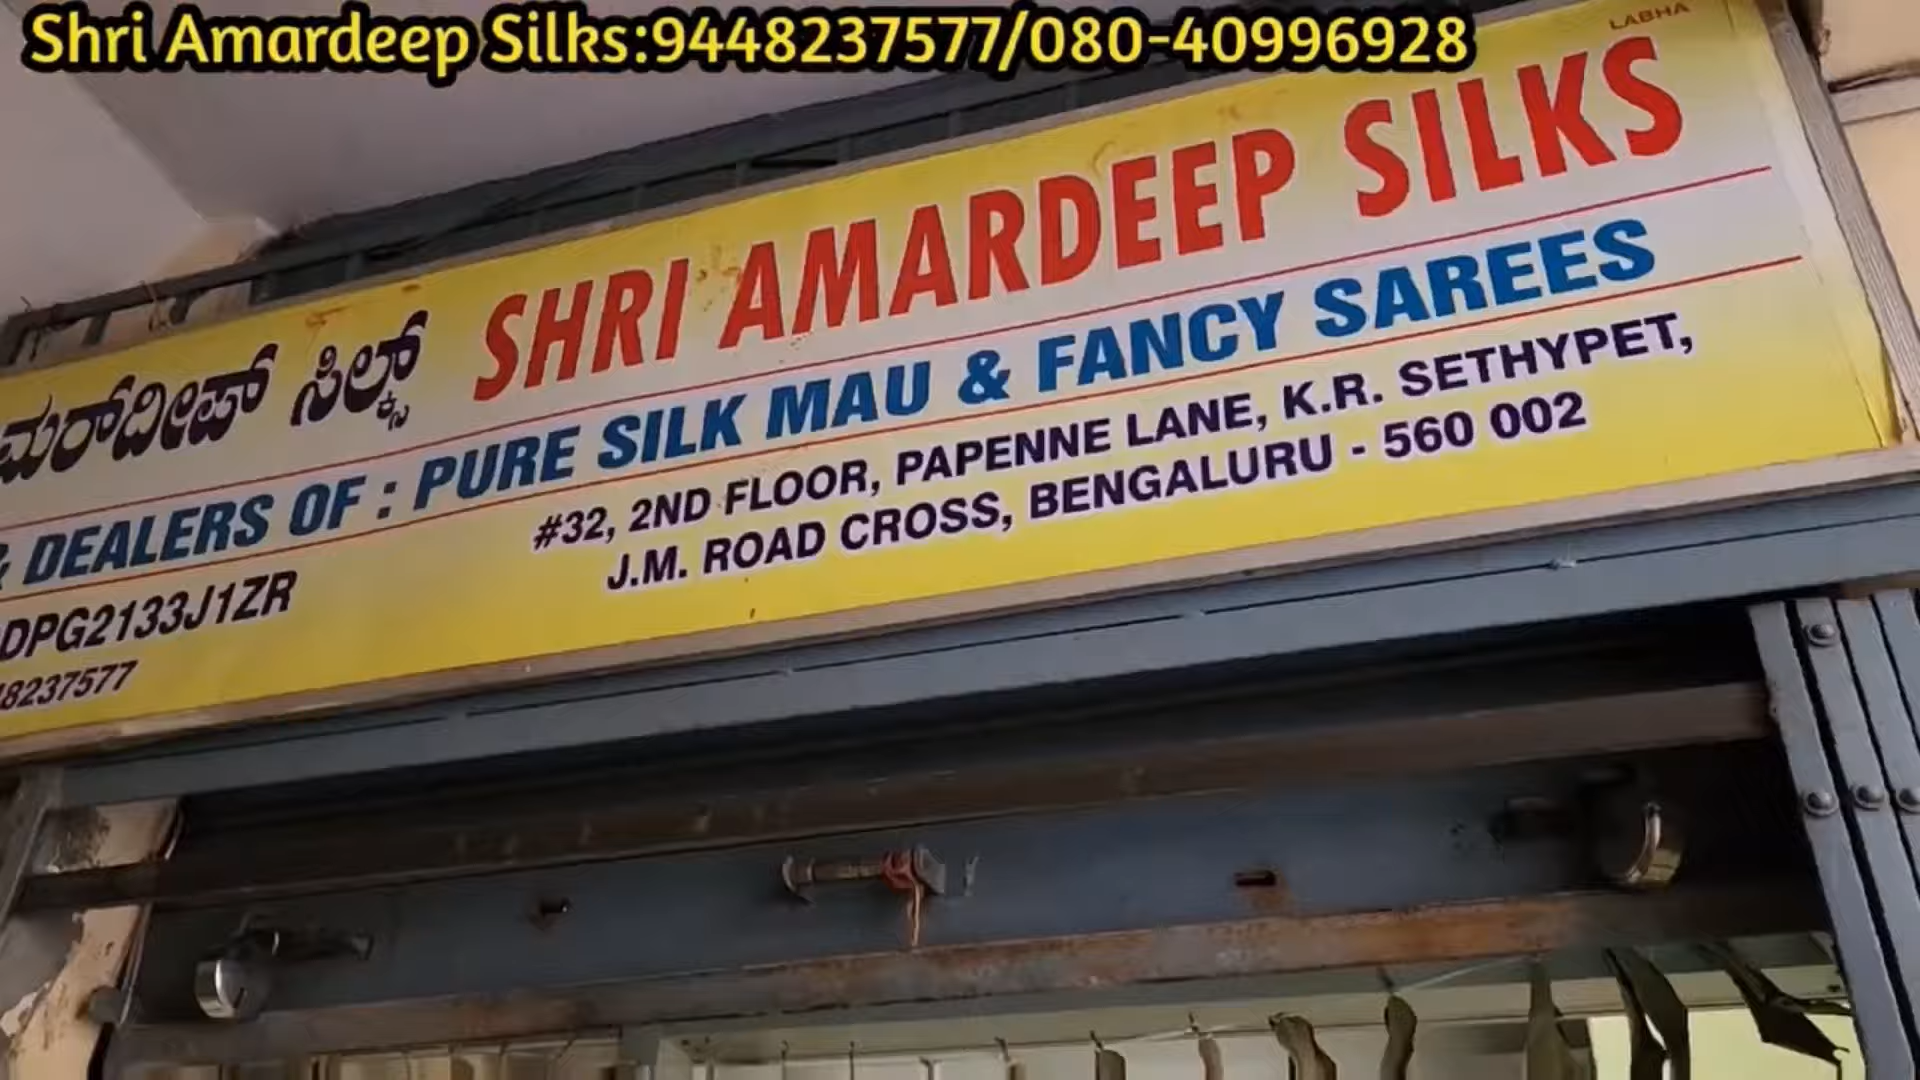 Shri Amardeep Silks:9448237577/080-40996928
LABHA
ಮರ್‌ದೀಪ್ ಸಿಲ್ಕ್ಸ್ SHRI AMARDEEP SILKS
& DEALERS OF : PURE SILK MAU & FANCY SAREES
#32, 2ND FLOOR, PAPENNE LANE, K.R. SETHYPET,
J.M. ROAD CROSS, BENGALURU - 560 002
DPG2133J1ZR
8237577